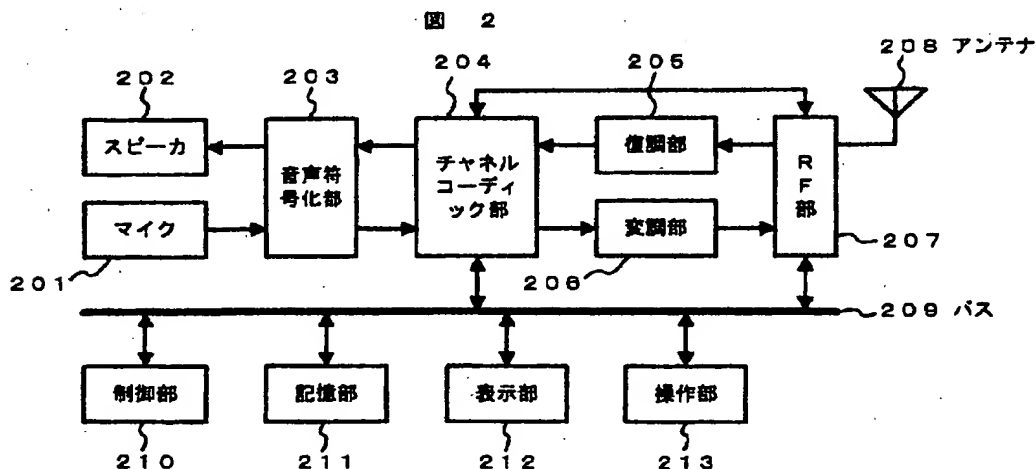 図 2
208 アンテナ
202
203
204
205
スピーカ
音声符
号化部
チャネル
コーディ
ック部
復調部
RF部
マイク
変調部
201
206
207
209 バス
制御部
記憶部
表示部
操作部
210
211
212
213